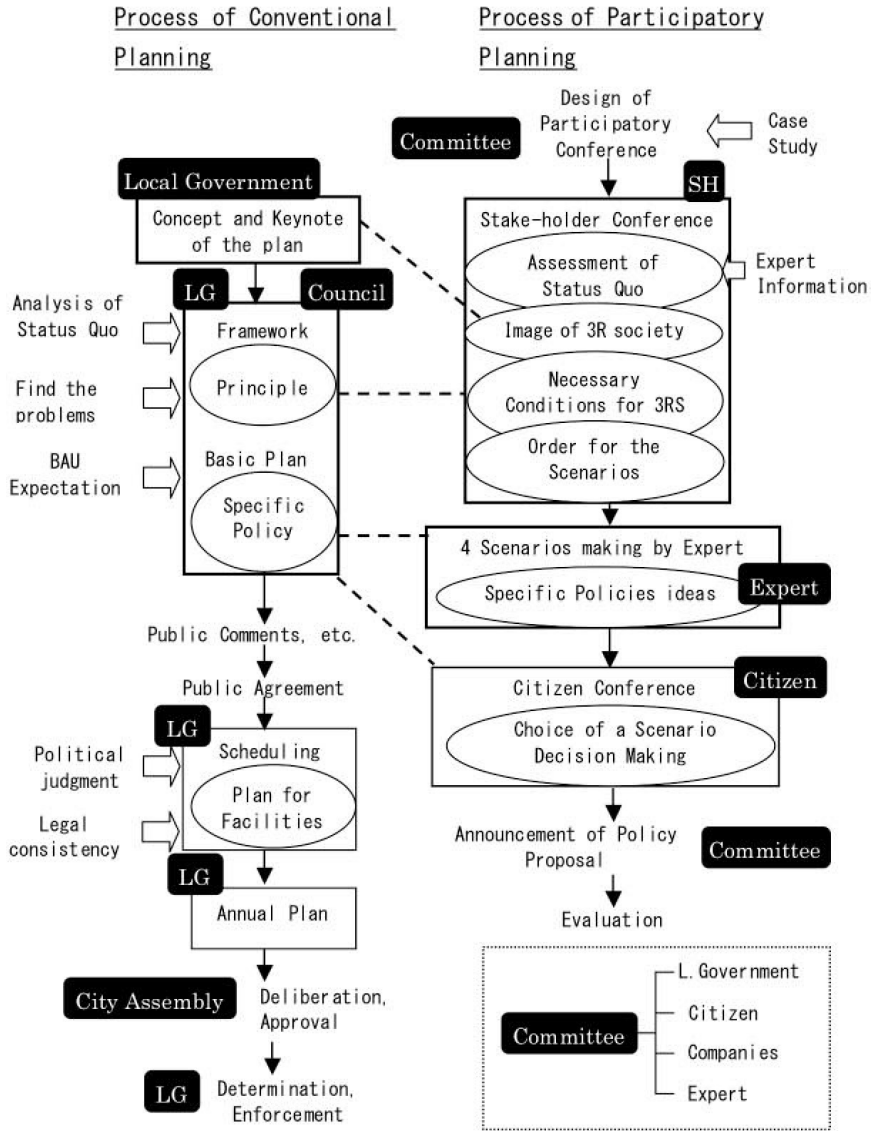 Process of Conventional
Planning
Process of Participatory
Planning
Local Government
Concept and Keynote
of the plan
LG
Council
Analysis of
Status Quo
Framework
Principle
Find the
problems
BAU
Expectation
Basic Plan
Specific
Policy
Public Comments, etc.
Public Agreement
LG
Scheduling
Political
judgment
Plan for
Facilities
Legal
consistency
LG
Annual Plan
City Assembly
Deliberation,
Approval
LG
Determination,
Enforcement
Committee
Design of
Participatory
Conference
Case
Study
SH
Stake-holder Conference
Assessment of
Status Quo
Expert
Information
Image of 3R society
Necessary
Conditions for 3RS
Order for the
Scenarios
4 Scenarios making by Expert
Expert
Specific Policies ideas
Citizen
Citizen Conference
Choice of a Scenario
Decision Making
Announcement of Policy
Proposal
Committee
Evaluation
Committee
L. Government
Citizen
Companies
Expert